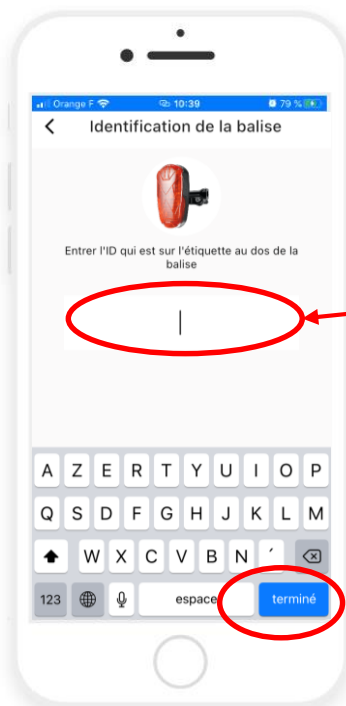 Orange F 10:39 79 %
Identification de la balise
Entrer l'ID qui est sur l'étiquette au dos de la
balise
A Z E R T Y U I O P
Q S D F G H J K L M
W X C V B N ´
123 espace terminé